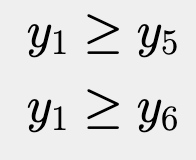 y₁ ≥ y₅
y₁ ≥ y₆